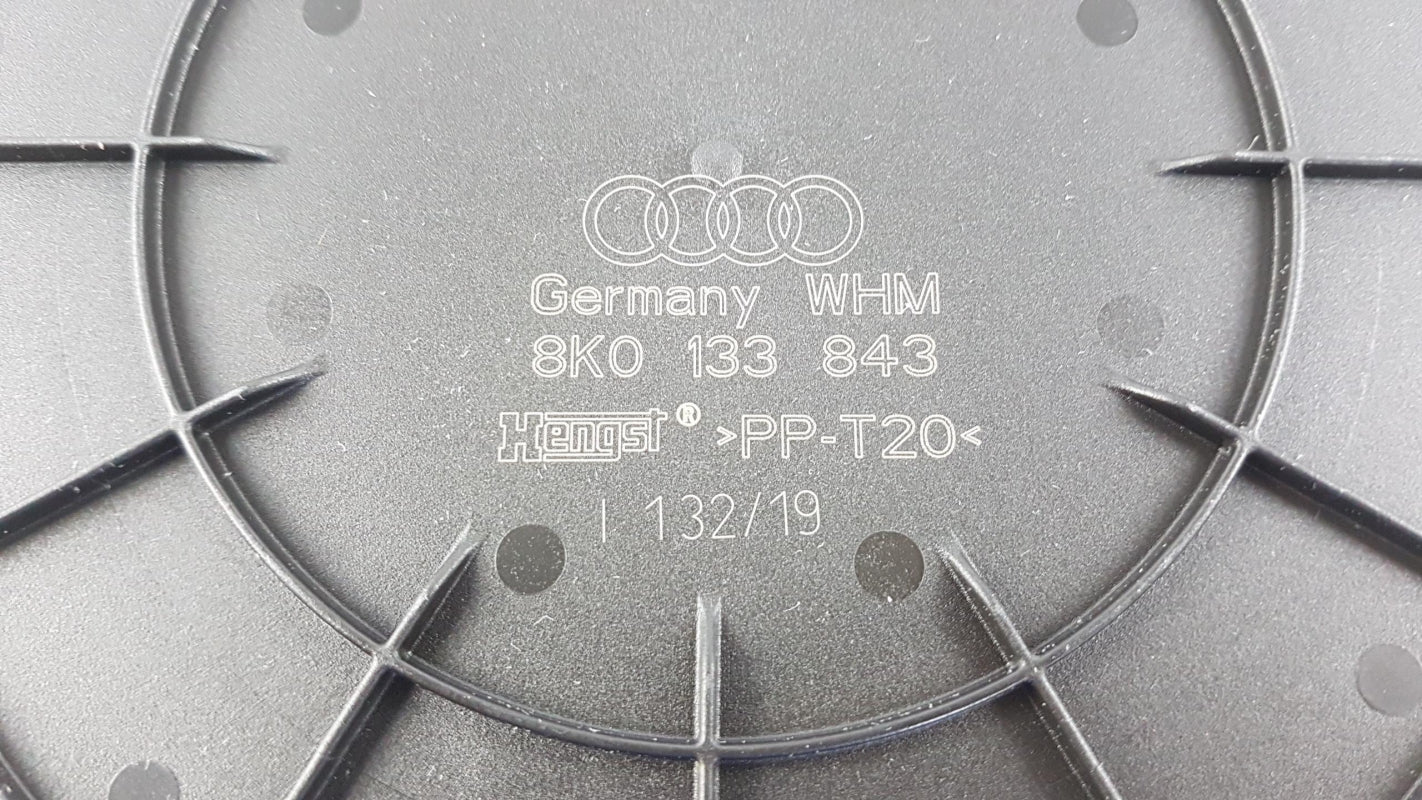 Germany WHM
8K0 133 843
Hengst® >PP-T20<
I 132/19